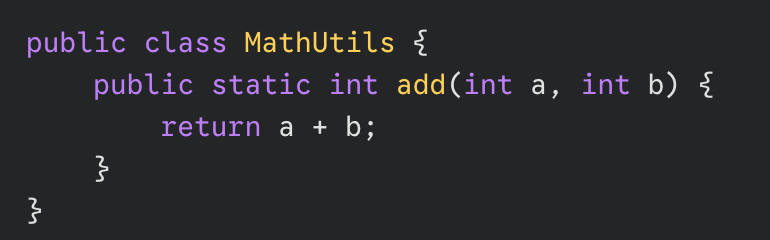 public class MathUtils {
    public static int add(int a, int b) {
        return a + b;
    }
}